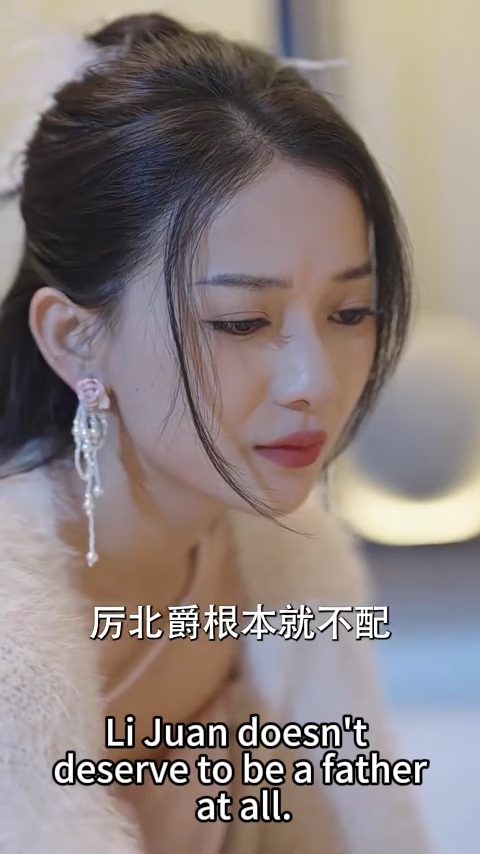 厉北爵根本就不配
Li Juan doesn't
deserve to be a father
at all.